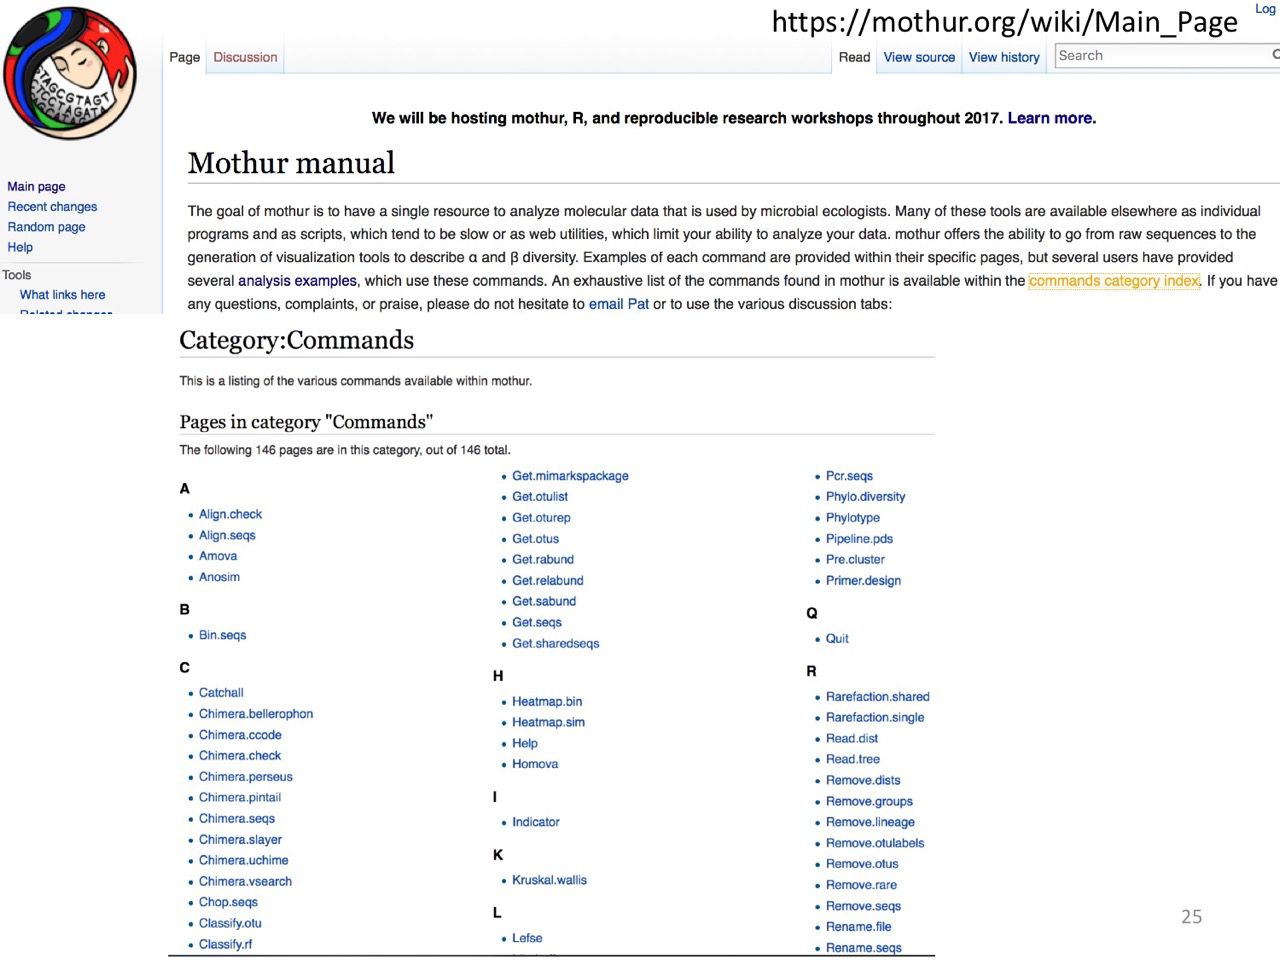 https://mothur.org/wiki/Main_Page
Log
Page
Discussion
Read
View source
View history
Search
TAGCGTAGT
We will be hosting mothur, R, and reproducible research workshops throughout 2017. Learn more.
Mothur manual
Main page
Recent changes
Random page
Help
Tools
What links here
Related changes
The goal of mothur is to have a single resource to analyze molecular data that is used by microbial ecologists. Many of these tools are available elsewhere as individual
programs and as scripts, which tend to be slow or as web utilities, which limit your ability to analyze your data. mothur offers the ability to go from raw sequences to the
generation of visualization tools to describe α and β diversity. Examples of each command are provided within their specific pages, but several users have provided
several analysis examples, which use these commands. An exhaustive list of the commands found in mothur is available within the commands category index. If you have
any questions, complaints, or praise, please do not hesitate to email Pat or to use the various discussion tabs:
Category:Commands
This is a listing of the various commands available within mothur.
Pages in category "Commands"
The following 146 pages are in this category, out of 146 total.
A
Align.check
Align.seqs
Amova
Anosim
B
Bin.seqs
C
Catchall
Chimera.bellerophon
Chimera.ccode
Chimera.check
Chimera.perseus
Chimera.pintail
Chimera.seqs
Chimera.slayer
Chimera.uchime
Chimera.vsearch
Chop.seqs
Classify.otu
Classify.rf
Get.mimarkspackage
Get.otulist
Get.oturep
Get.otus
Get.rabund
Get.relabund
Get.sabund
Get.seqs
Get.sharedseqs
H
Heatmap.bin
Heatmap.sim
Help
Homova
I
Indicator
K
Kruskal.wallis
L
Lefse
Pcr.seqs
Phylo.diversity
Phylotype
Pipeline.pds
Pre.cluster
Primer.design
Q
Quit
R
Rarefaction.shared
Rarefaction.single
Read.dist
Read.tree
Remove.dists
Remove.groups
Remove.lineage
Remove.otulabels
Remove.otus
Remove.rare
Remove.seqs
Rename.file
Rename.seqs
25